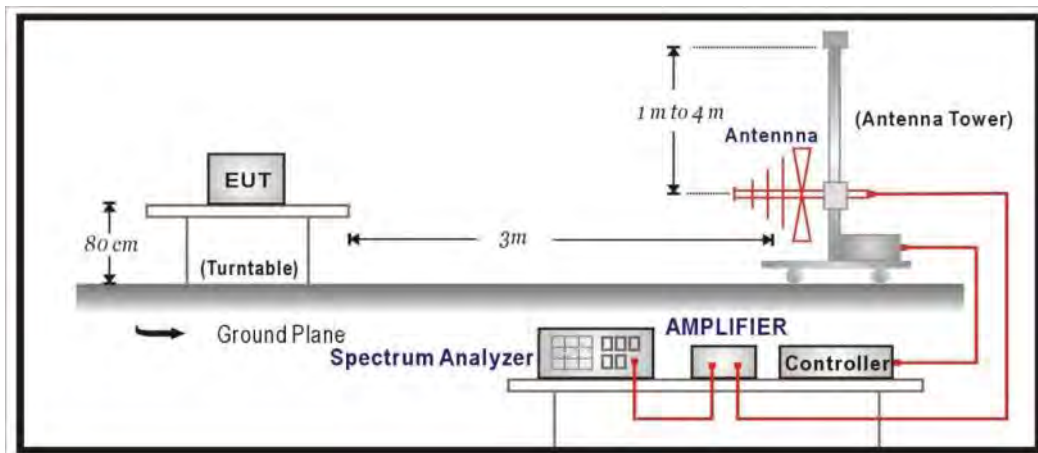 1 m to 4 m
(Antenna Tower)
Antennna
EUT
80 cm
3m
(Turntable)
Ground Plane
AMPLIFIER
Spectrum Analyzer
Controller